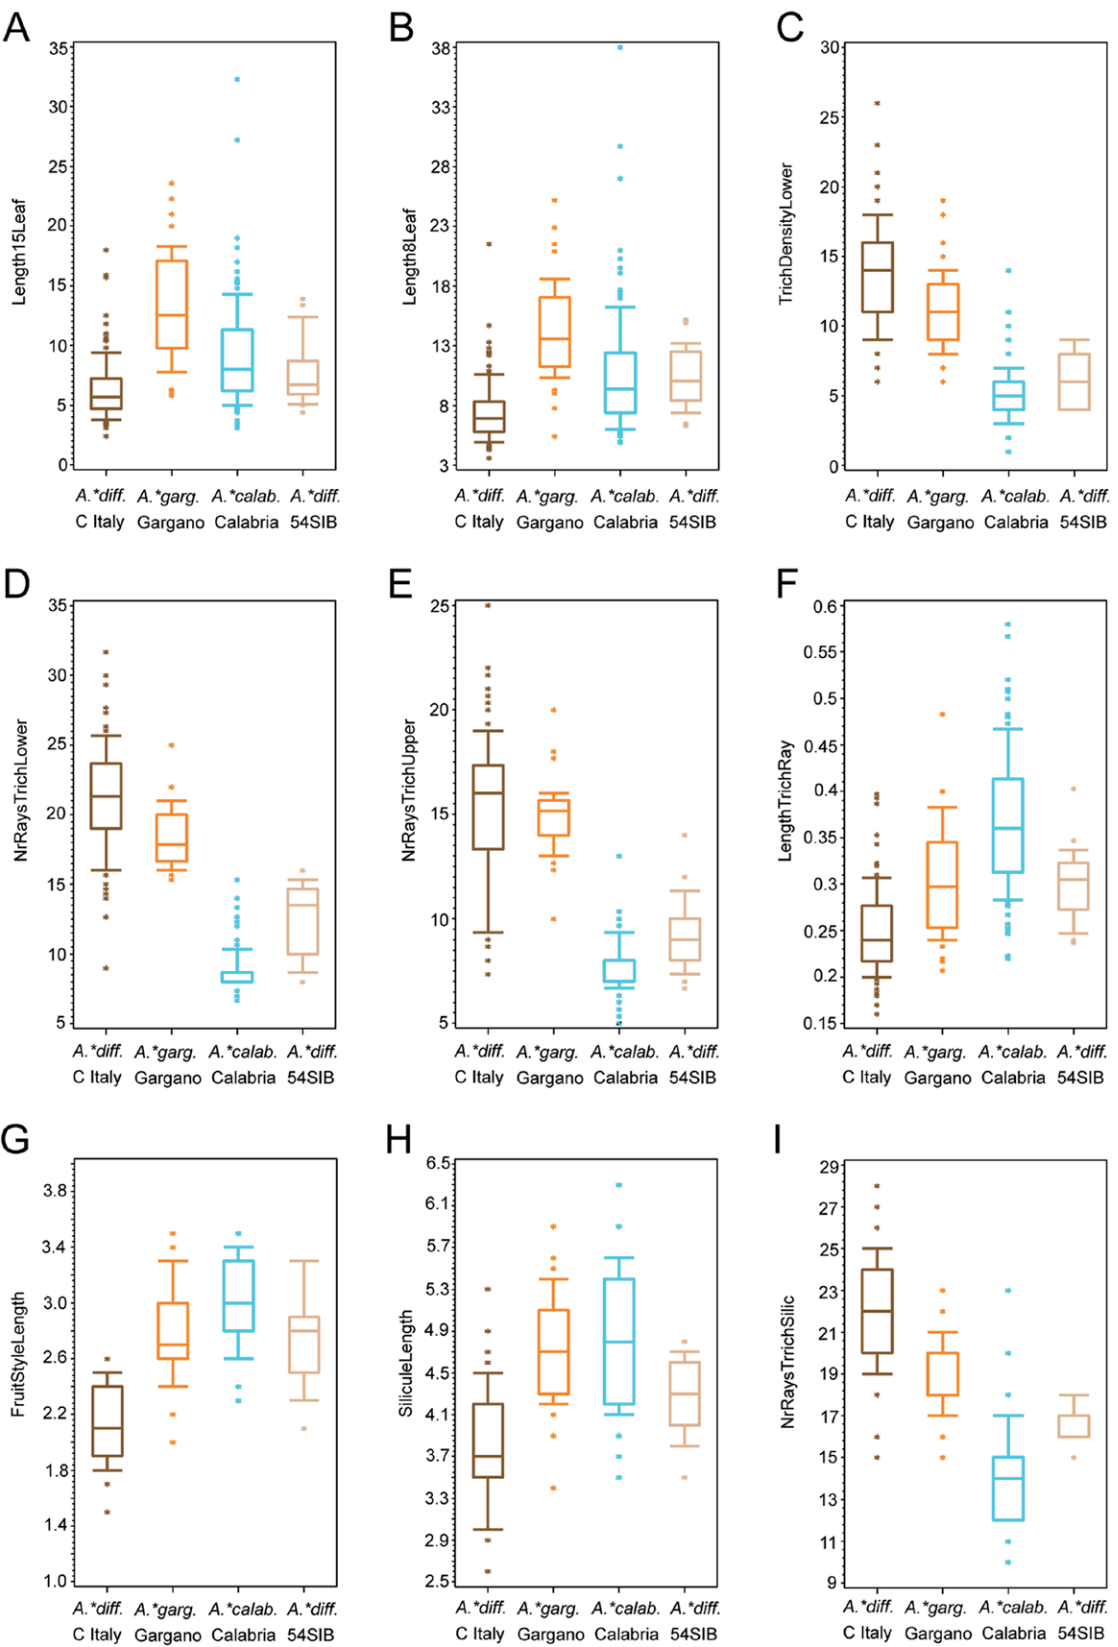 A
B
C
Length15Leaf
35
30
25
20
15
10
5
0
A.*diff. A.*garg. A.*calab. A.*diff.
C Italy Gargano Calabria 54SIB
Length8Leaf
38
33
28
23
18
13
8
3
A.*diff. A.*garg. A.*calab. A.*diff.
C Italy Gargano Calabria 54SIB
TrichDensityLower
30
25
20
15
10
5
0
A.*diff. A.*garg. A.*calab. A.*diff.
C Italy Gargano Calabria 54SIB
D
E
F
NrRaysTrichLower
35
30
25
20
15
10
5
A.*diff. A.*garg. A.*calab. A.*diff.
C Italy Gargano Calabria 54SIB
NrRaysTrichUpper
25
20
15
10
5
A.*diff. A.*garg. A.*calab. A.*diff.
C Italy Gargano Calabria 54SIB
LengthTrichRay
0.6
0.55
0.5
0.45
0.4
0.35
0.3
0.25
0.2
0.15
A.*diff. A.*garg. A.*calab. A.*diff.
C Italy Gargano Calabria 54SIB
G
H
I
FruitStyleLength
3.8
3.4
3.0
2.6
2.2
1.8
1.4
1.0
A.*diff. A.*garg. A.*calab. A.*diff.
C Italy Gargano Calabria 54SIB
SiliculeLength
6.5
6.1
5.7
5.3
4.9
4.5
4.1
3.7
3.3
2.9
2.5
A.*diff. A.*garg. A.*calab. A.*diff.
C Italy Gargano Calabria 54SIB
NrRaysTrrichSilic
29
27
25
23
21
19
17
15
13
11
9
A.*diff. A.*garg. A.*calab. A.*diff.
C Italy Gargano Calabria 54SIB